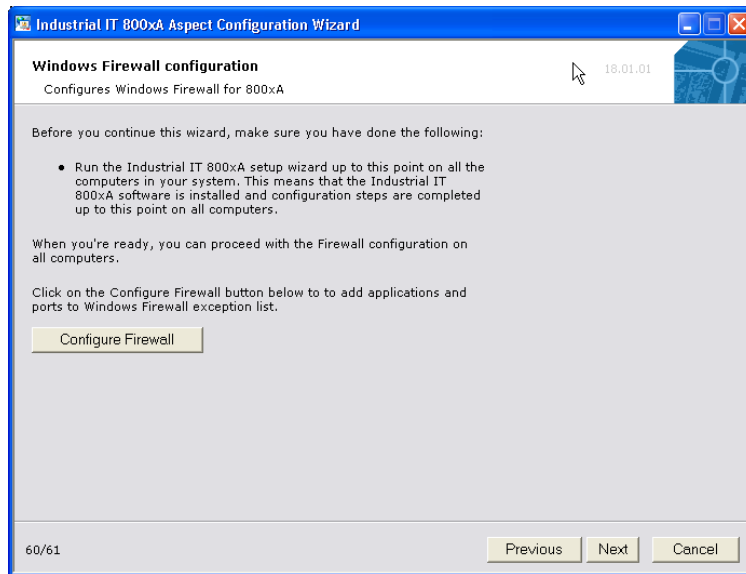 Industrial IT 800xA Aspect Configuration Wizard
Windows Firewall configuration
18.01.01
Configures Windows Firewall for 800xA
Before you continue this wizard, make sure you have done the following:
• Run the Industrial IT 800xA setup wizard up to this point on all the
computers in your system. This means that the Industrial IT
800xA software is installed and configuration steps are completed
up to this point on all computers.
When you're ready, you can proceed with the Firewall configuration on
all computers.
Click on the Configure Firewall button below to to add applications and
ports to Windows Firewall exception list.
Configure Firewall
60/61
Previous
Next
Cancel